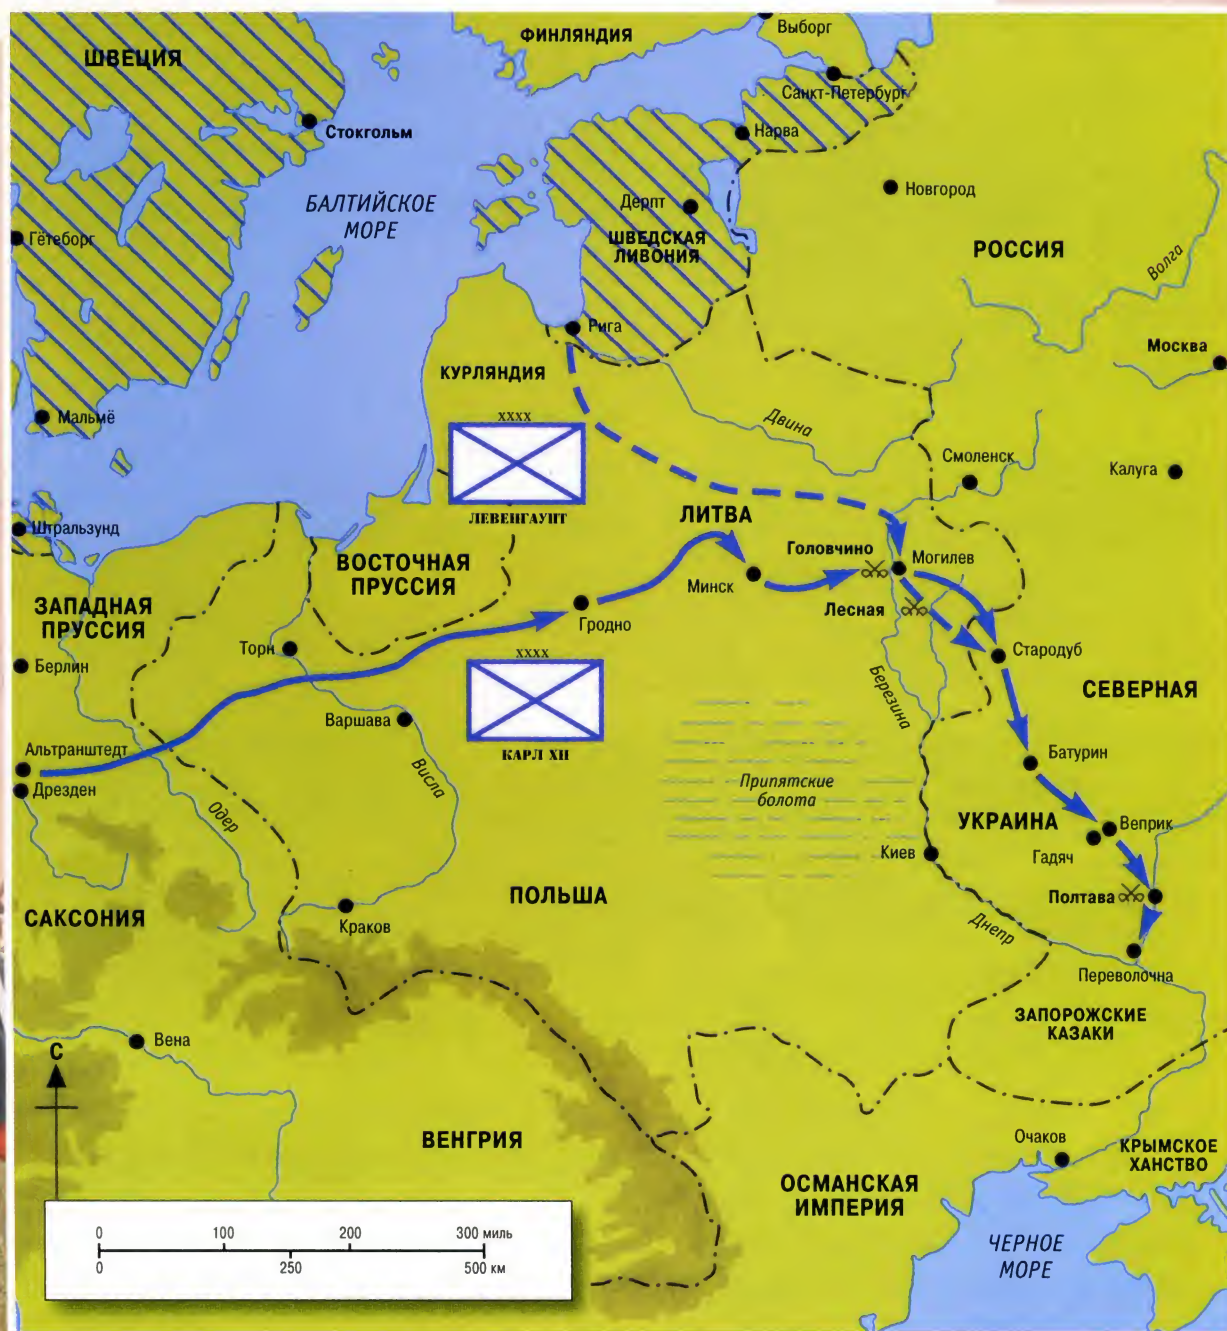 ШВЕЦИЯ
ФИНЛЯНДИЯ
Выборг
Санкт-Петербург
Стокгольм
Нарва
БАЛТИЙСКОЕ
МОРЕ
Новгород
Дерпт
ШВЕДСКАЯ
ЛИВОНИЯ
Гётеборг
РОССИЯ
Волга
Рига
Москва
КУРЛЯНДИЯ
Мальмё
XXXX
Двина
Смоленск
Калуга
ЛЕВЕНГАУПТ
ЛИТВА
Штральзунд
Головчино
Могилев
ВОСТОЧНАЯ
ПРУССИЯ
Минск
ЗАПАДНАЯ
ПРУССИЯ
Лесная
Гродно
Торн
Стародуб
Берлин
XXXX
СЕВЕРНАЯ
Березина
Варшава
КАРЛ XII
Альтранштедт
Батурин
Висла
Припятские
болота
Дрезден
Одер
УКРАИНА
Веприк
Гадяч
Киев
ПОЛЬША
Полтава
САКСОНИЯ
Краков
Днепр
Переволочна
ЗАПОРОЖСКИЕ
КАЗАКИ
Вена
С
ВЕНГРИЯ
Очаков
КРЫМСКОЕ
ХАНСТВО
ОСМАНСКАЯ
ИМПЕРИЯ
ЧЕРНОЕ
МОРЕ
0 100 200 300 миль
0 250 500 км